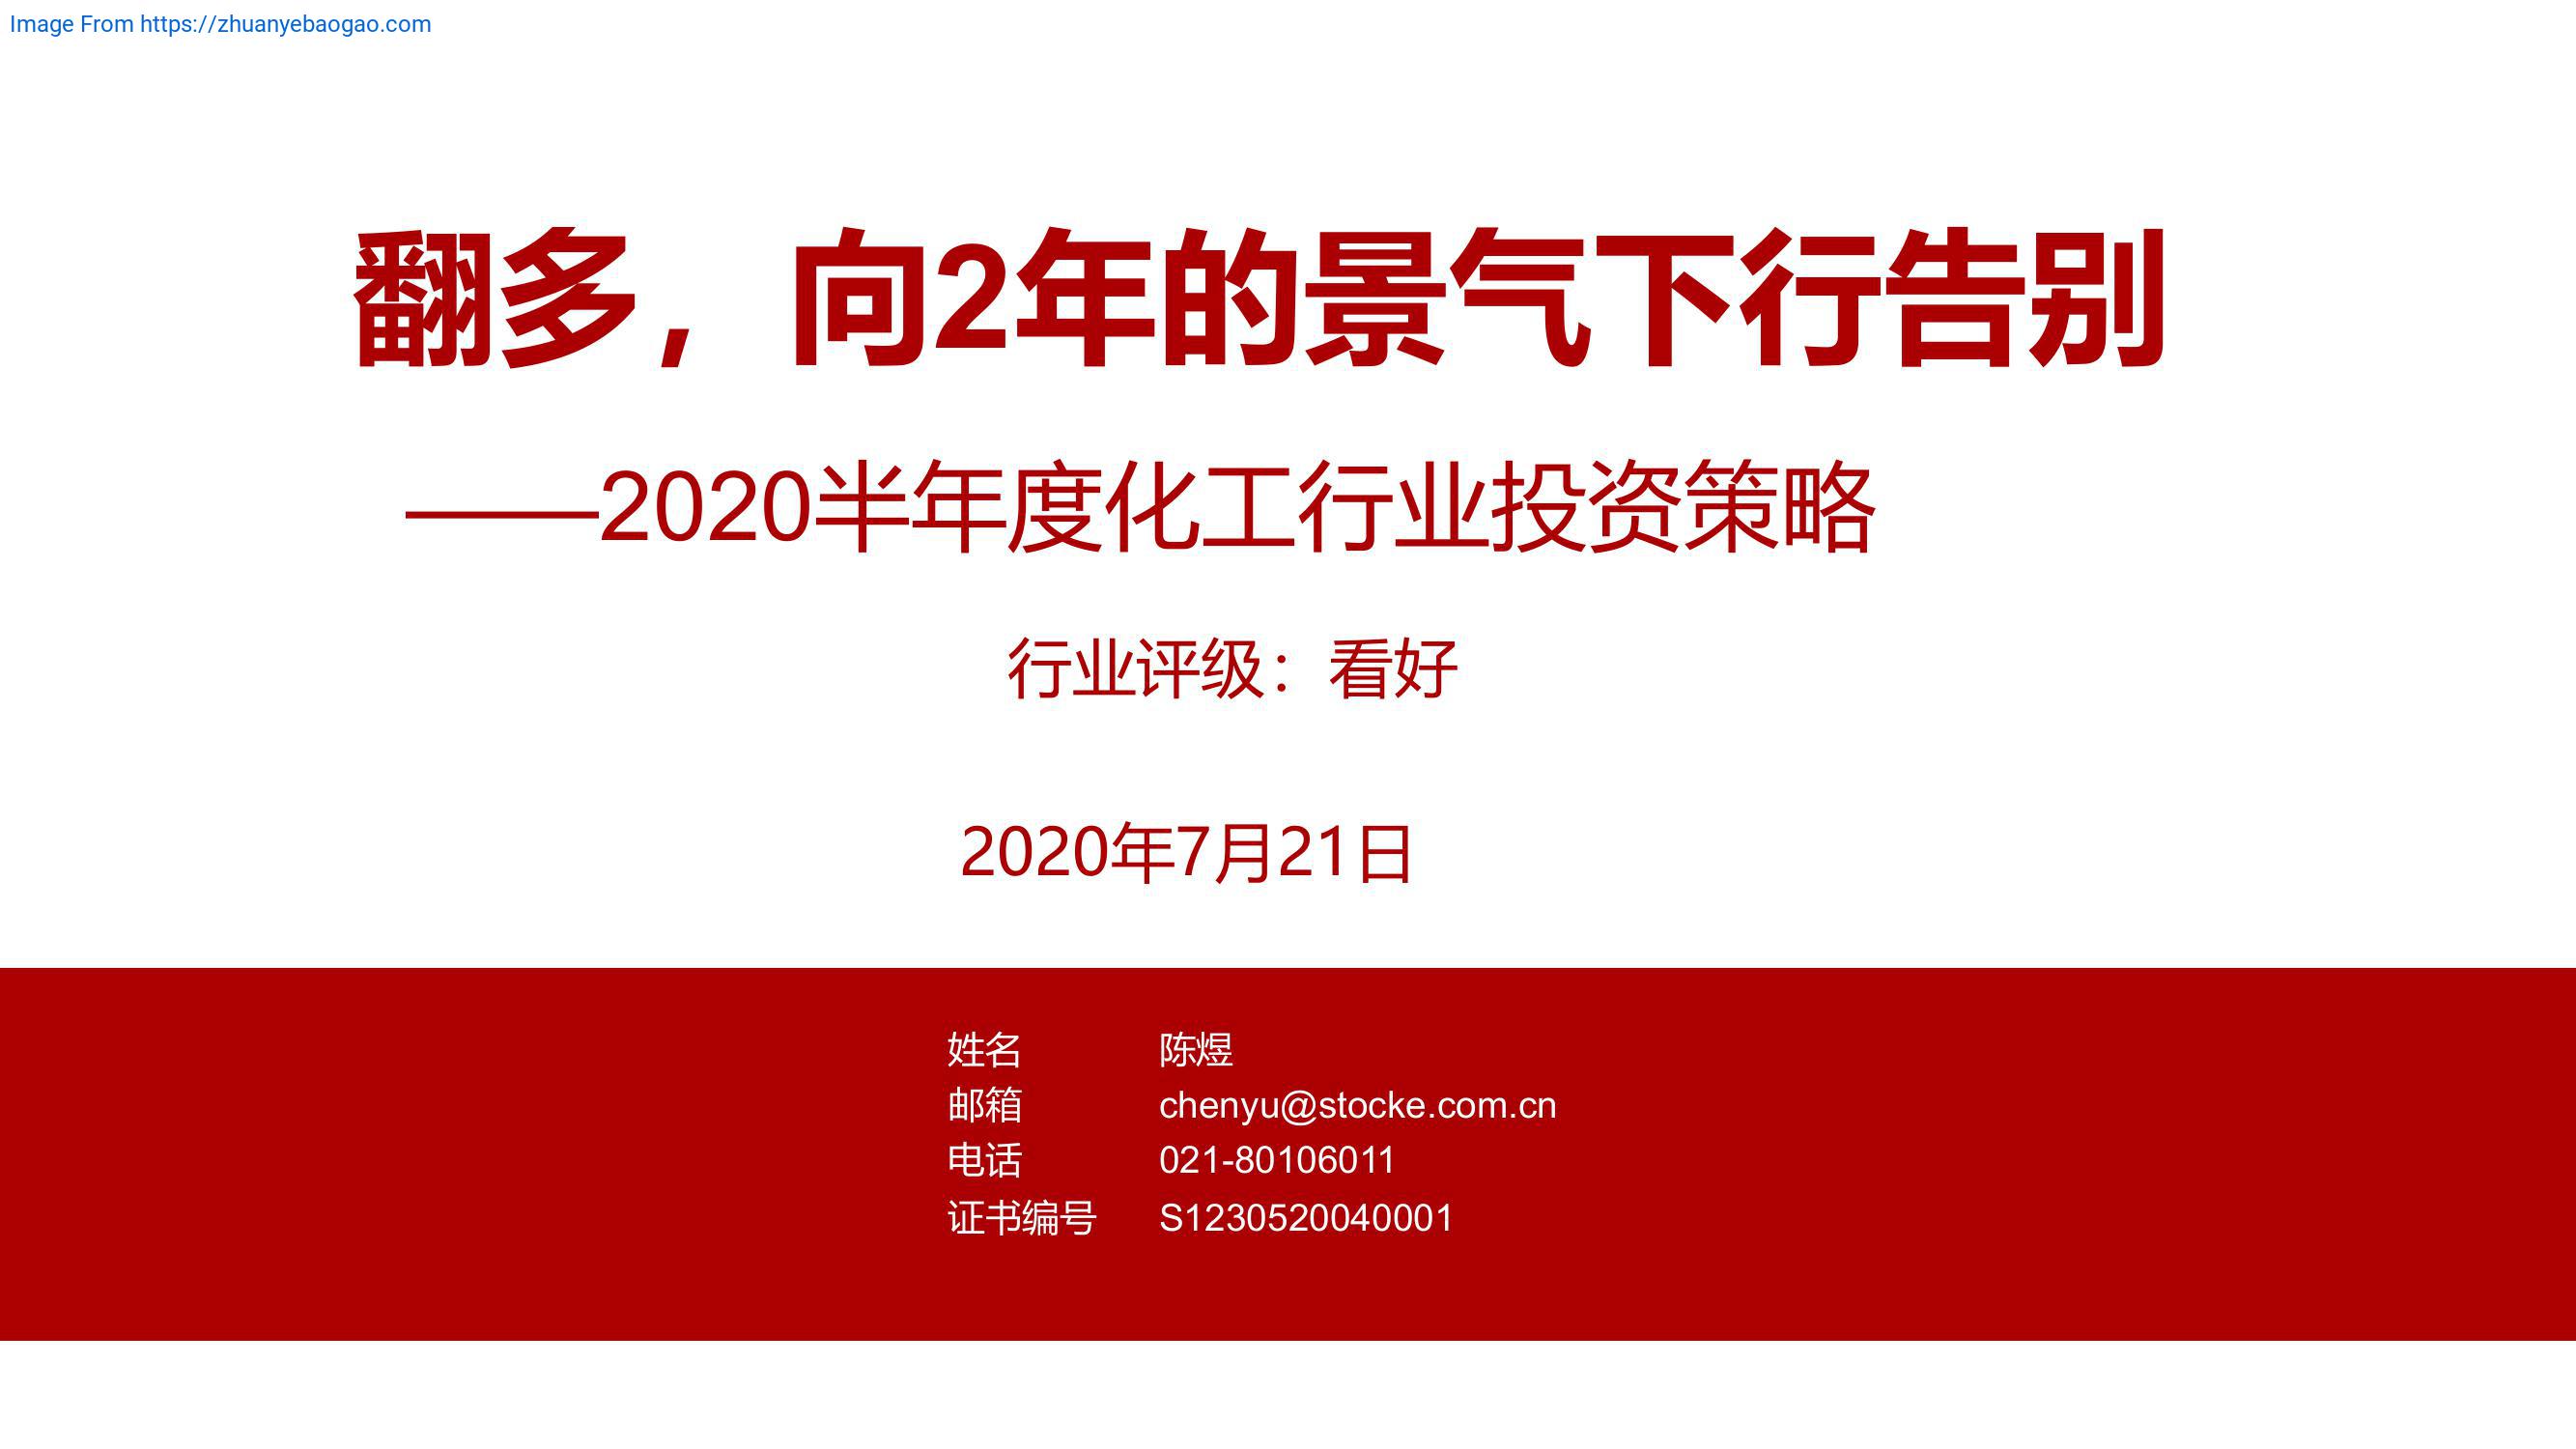 Image From https://zhuanyebaogao.com
翻多，向2年的景气下行告别
——2020半年度化工行业投资策略
行业评级：看好
2020年7月21日
姓名 陈煜
邮箱 chenyu@stocke.com.cn
电话 021-80106011
证书编号 S1230520040001